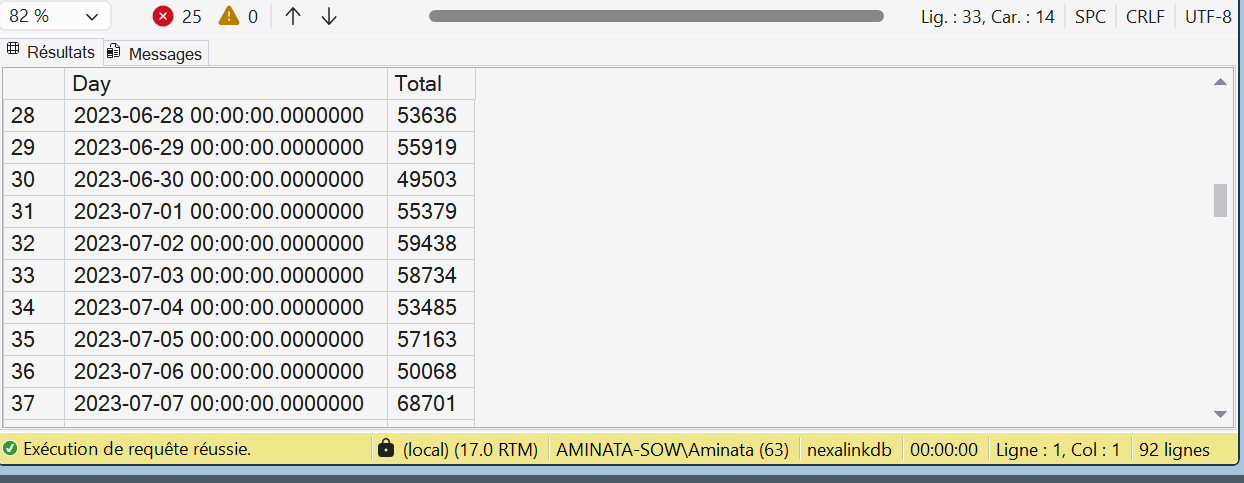 82 % 25 0 Lig. : 33, Car. : 14 SPC CRLF UTF-8
Résultats Messages
Day Total
28 2023-06-28 00:00:00.0000000 53636
29 2023-06-29 00:00:00.0000000 55919
30 2023-06-30 00:00:00.0000000 49503
31 2023-07-01 00:00:00.0000000 55379
32 2023-07-02 00:00:00.0000000 59438
33 2023-07-03 00:00:00.0000000 58734
34 2023-07-04 00:00:00.0000000 53485
35 2023-07-05 00:00:00.0000000 57163
36 2023-07-06 00:00:00.0000000 50068
37 2023-07-07 00:00:00.0000000 68701
Exécution de requête réussie. (local) (17.0 RTM) AMINATA-SOW\Aminata (63) nexalinkdb 00:00:00 Ligne : 1, Col : 1 92 lignes